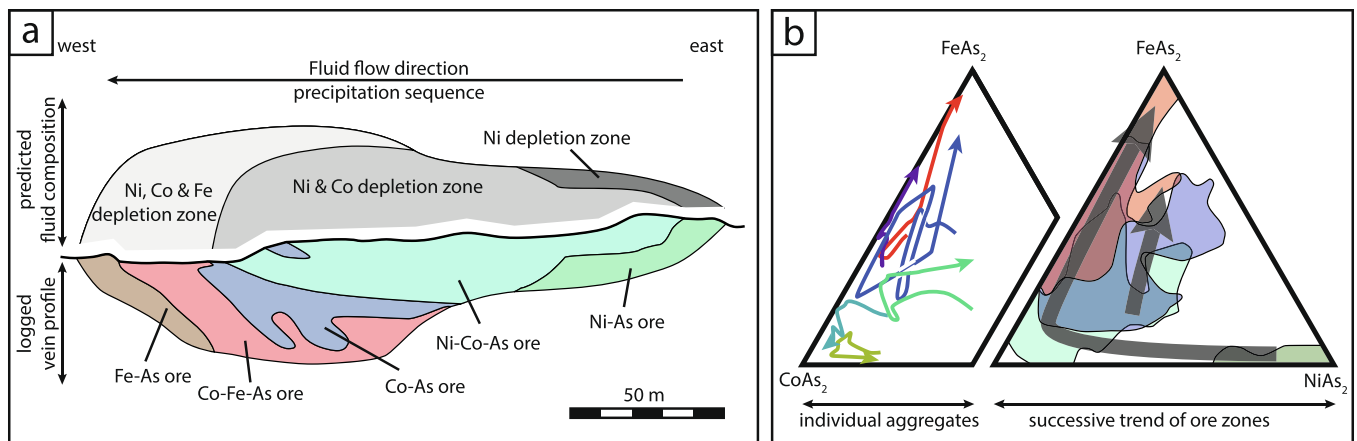 a
west
east
Fluid flow direction
precipitation sequence
predicted
fluid composition
Ni depletion zone
Ni, Co & Fe
depletion zone
Ni & Co depletion zone
logged
vein profile
Fe-As ore
Co-Fe-As ore
Co-As ore
Ni-Co-As ore
Ni-As ore
50 m
b
FeAs2
FeAs2
CoAs2
NiAs2
individual aggregates
successive trend of ore zones